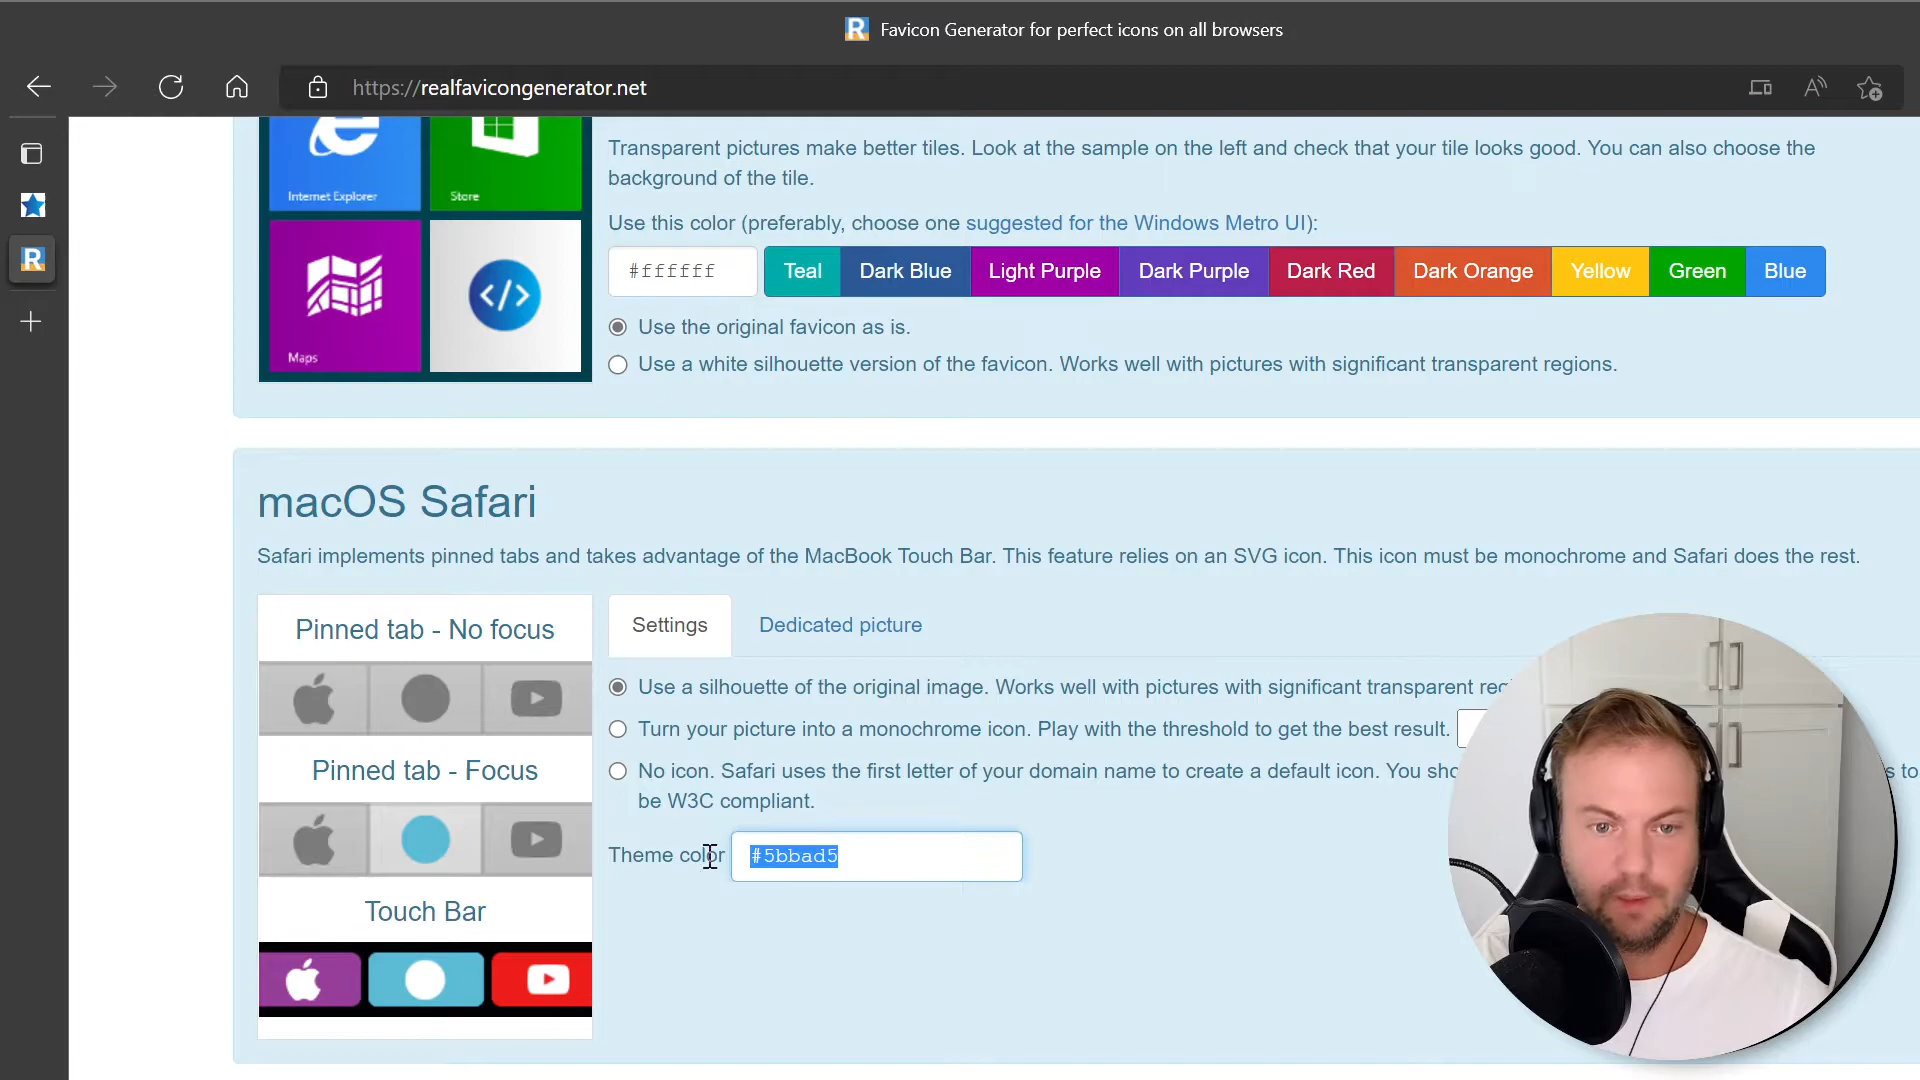 Favicon Generator for perfect icons on all browsers
https://realfavicongenerator.net
Internet Explorer
Store
Maps
Transparent pictures make better tiles. Look at the sample on the left and check that your tile looks good. You can also choose the
background of the tile.
Use this color (preferably, choose one suggested for the Windows Metro UI):
#ffffff
Teal
Dark Blue
Light Purple
Dark Purple
Dark Red
Dark Orange
Yellow
Green
Blue
Use the original favicon as is.
Use a white silhouette version of the favicon. Works well with pictures with significant transparent regions.
macOS Safari
Safari implements pinned tabs and takes advantage of the MacBook Touch Bar. This feature relies on an SVG icon. This icon must be monochrome and Safari does the rest.
Pinned tab - No focus
Pinned tab - Focus
Touch Bar
Settings
Dedicated picture
Use a silhouette of the original image. Works well with pictures with significant transparent
Turn your picture into a monochrome icon. Play with the threshold to get the best result.
No icon. Safari uses the first letter of your domain name to create a default icon. You to
be W3C compliant.
Theme color
#5bbad5